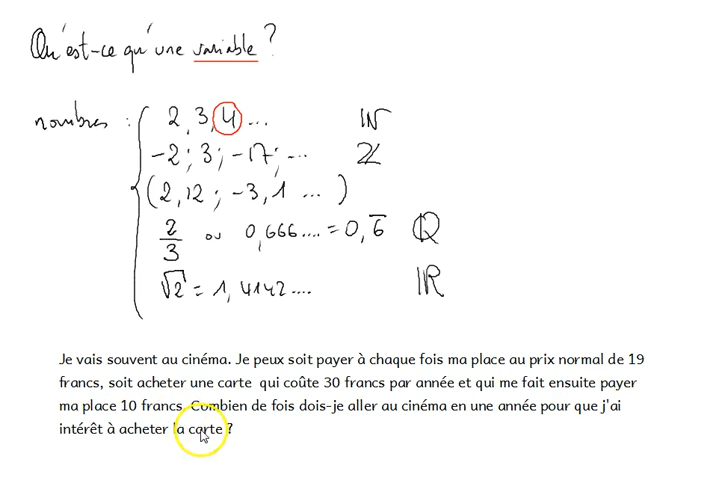 Qu'est-ce qu'une variable ?
nombres : 2, 3, 4 ... ℕ
-2 ; 3 ; -17 ; ... ℤ
(2,12 ; -3,1 ... )
2/3 ou 0,666.... = 0,6̅ ℚ
√2 = 1,4142.... ℝ
Je vais souvent au cinéma. Je peux soit payer à chaque fois ma place au prix normal de 19
francs, soit acheter une carte qui coûte 30 francs par année et qui me fait ensuite payer
ma place 10 francs. Combien de fois dois-je aller au cinéma en une année pour que j'ai
intérêt à acheter la carte ?